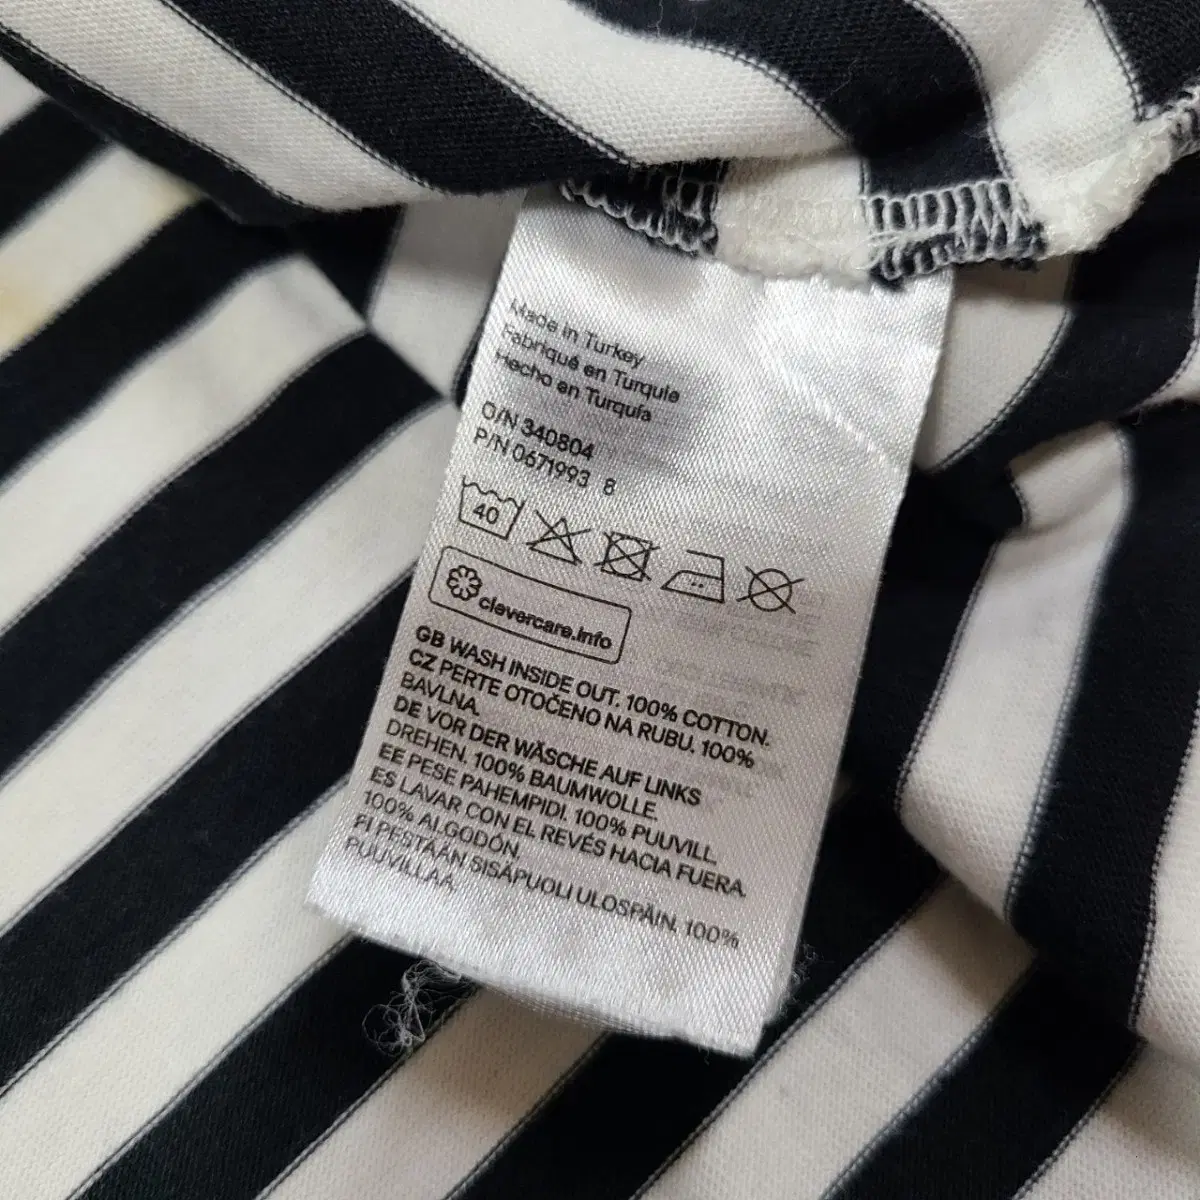 Made in Turkey
Fabriqué en Turquie
Hecho en Turquía
O/N 340804
P/N 0671993 8
40
clevercare.info
GB WASH INSIDE OUT. 100% COTTON.
CZ PERTE OTOČENO NA RUBU. 100%
BAVLNA.
DE VOR DER WÄSCHE AUF LINKS
DREHEN. 100% BAUMWOLLE.
EE PESE PAHEMPIDI. 100% PUUVILL.
ES LAVAR CON EL REVÉS HACIA FUERA.
100% ALGODÓN.
FI PESTÄÄN SISÄPUOLI ULOSPÄIN. 100%
PUUVILLAA.